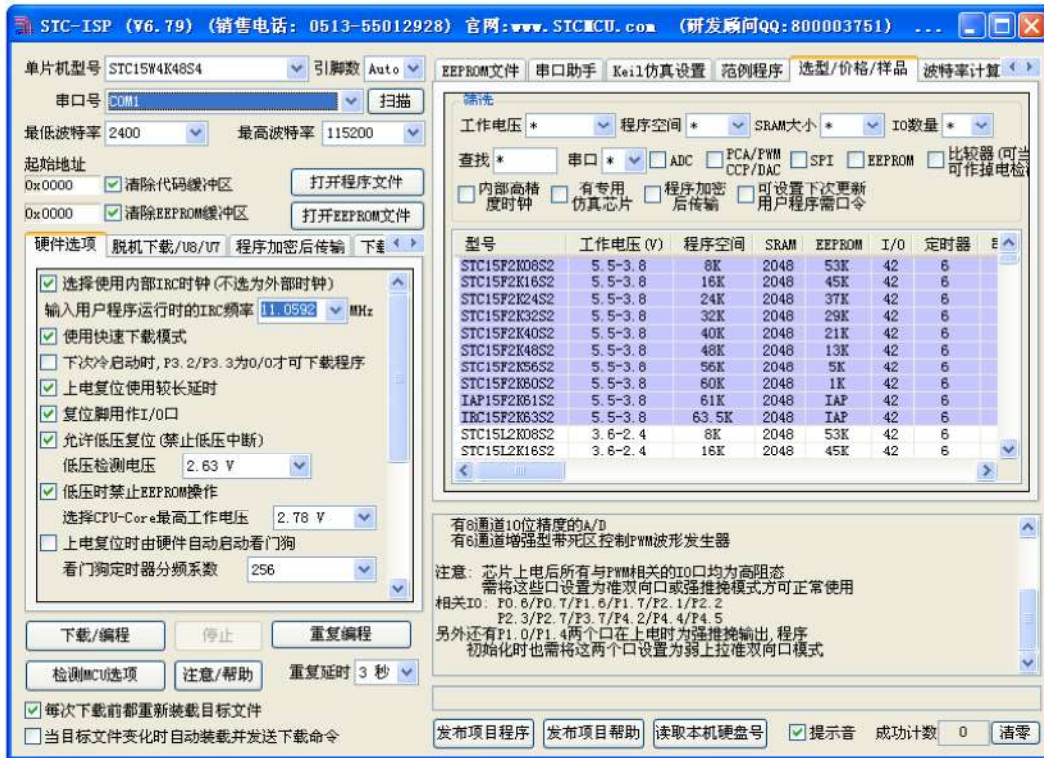 STC-ISP (V6.79) (销售电话: 0513-55012928) 官网:www.STCMCU.com (研发顾问QQ:800003751) ...
单片机型号 STC15W4K48S4 引脚数 Auto
串口号 COM1 扫描
最低波特率 2400 最高波特率 115200
起始地址
0x0000 清除代码缓冲区 打开程序文件
0x0000 清除EEPROM缓冲区 打开EEPROM文件
硬件选项 脱机下载/U8/U7 程序加密后传输
选择使用内部IRC时钟(不选为外部时钟)
输入用户程序运行时的IRC频率 11.0592 MHz
使用快速下载模式
下次冷启动时,P3.2/P3.3为0/0才可下载程序
上电复位使用较长延时
复位脚用作I/O口
允许低压复位(禁止低压中断)
低压检测电压 2.63 V
低压时禁止EEPROM操作
选择CPU-Core最高工作电压 2.78 V
上电复位时由硬件自动启动看门狗
看门狗定时器分频系数 256
下载/编程 停止 重复编程
检测MCU选项 注意/帮助 重复延时 3 秒
每次下载前都重新装载目标文件
当目标文件变化时自动装载并发送下载命令
EEPROM文件 串口助手 Keil仿真设置 范例程序 选型/价格/样品 波特率计算
筛选
工作电压 * 程序空间 * SRAM大小 * IO数量 *
查找 * 串口 * ADC PCA/PWM CCP/DAC SPI EEPROM 比较器(可当 可作掉电检
内部高精度时钟 有专用仿真芯片 程序加密后传输 可设置下次更新用户程序需口令
型号 工作电压(V) 程序空间 SRAM EEPROM I/O 定时器
STC15F2K08S2 5.5-3.8 8K 2048 53K 42 6
STC15F2K16S2 5.5-3.8 16K 2048 45K 42 6
STC15F2K24S2 5.5-3.8 24K 2048 37K 42 6
STC15F2K32S2 5.5-3.8 32K 2048 29K 42 6
STC15F2K40S2 5.5-3.8 40K 2048 21K 42 6
STC15F2K48S2 5.5-3.8 48K 2048 13K 42 6
STC15F2K56S2 5.5-3.8 56K 2048 5K 42 6
STC15F2K60S2 5.5-3.8 60K 2048 1K 42 6
IAP15F2K61S2 5.5-3.8 61K 2048 IAP 42 6
IRC15F2K63S2 5.5-3.8 63.5K 2048 IAP 42 6
STC15L2K08S2 3.6-2.4 8K 2048 53K 42 6
STC15L2K16S2 3.6-2.4 16K 2048 45K 42 6
有8通道10位精度的A/D
有6通道增强型带死区控制PWM波形发生器
注意: 芯片上电后所有与PWM相关的IO口均为高阻态
需将这些口设置为准双向口或强推挽模式方可正常使用
相关IO: P0.6/P0.7/P1.6/P1.7/P2.1/P2.2
P2.3/P2.7/P3.7/P4.2/P4.4/P4.5
另外还有P1.0/P1.4两个口在上电时为强推挽输出,程序
初始化时也需将这两个口设置为弱上拉准双向口模式
发布项目程序 发布项目帮助 读取本机硬盘号 提示音 成功计数 0 清零